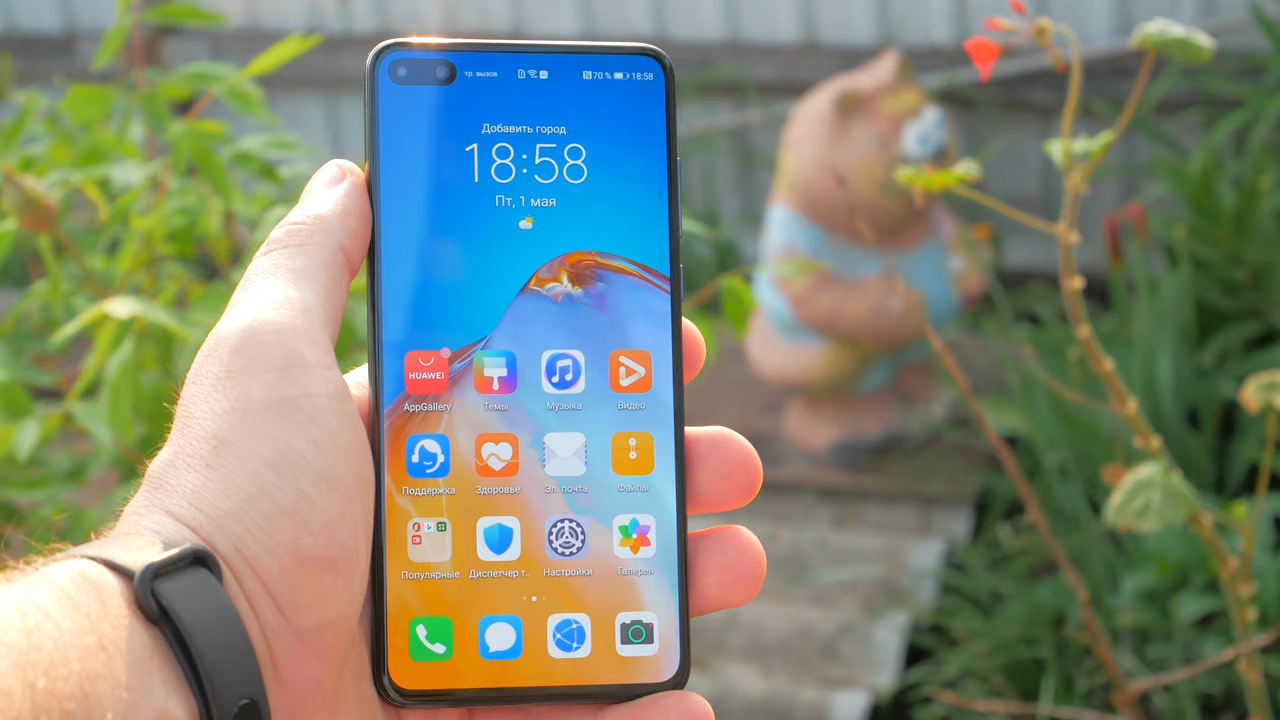 тр. вызов 70 % 18:58
Добавить город
18:58
Пт, 1 мая
HUAWEI
AppGallery Темы Музыка Видео
Поддержка Здоровье Эл. почта Файлы
Популярные Диспетчер т.. Настройки Галерея